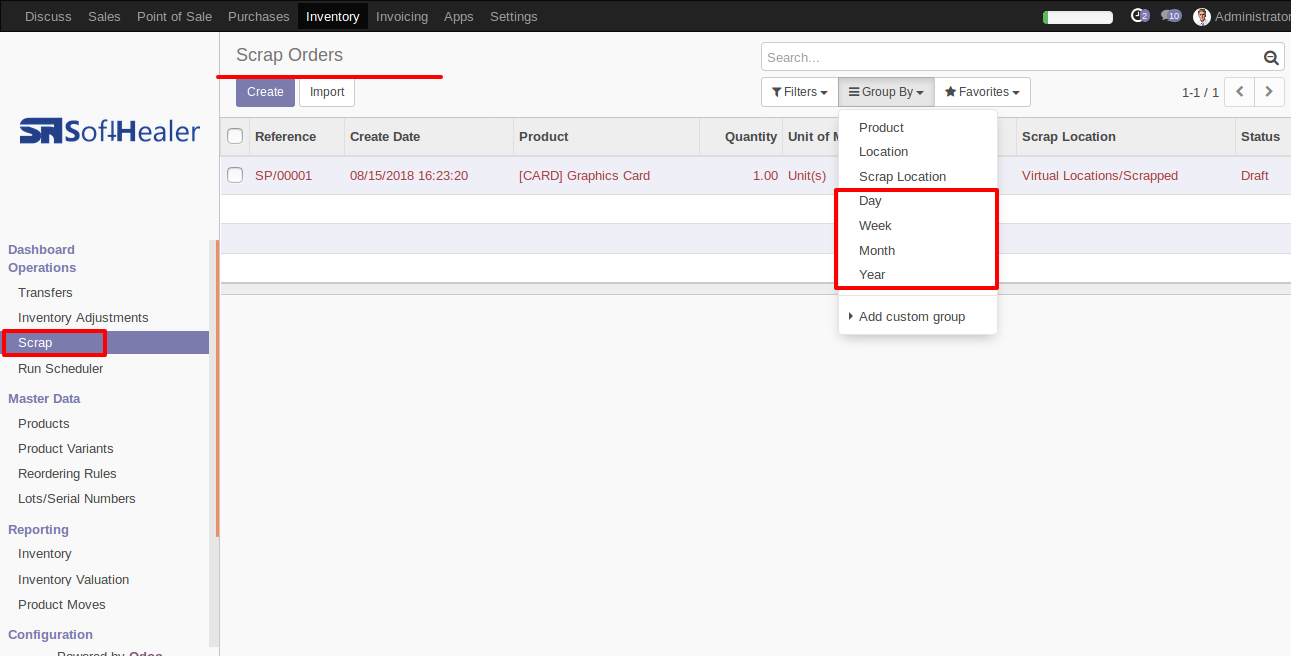 Discuss Sales Point of Sale Purchases Inventory Invoicing Apps Settings 2 10 Administrator
SoftHealer
Dashboard
Operations
Transfers
Inventory Adjustments
Scrap
Run Scheduler
Master Data
Products
Product Variants
Reordering Rules
Lots/Serial Numbers
Reporting
Inventory
Inventory Valuation
Product Moves
Configuration
Powered by Odoo
Scrap Orders
Search...
Create Import
Filters Group By Favorites 1-1 / 1
Reference Create Date Product Quantity Unit of M Scrap Location Status
SP/00001 08/15/2018 16:23:20 [CARD] Graphics Card 1.00 Unit(s) Virtual Locations/Scrapped Draft
Product
Location
Scrap Location
Day
Week
Month
Year
Add custom group